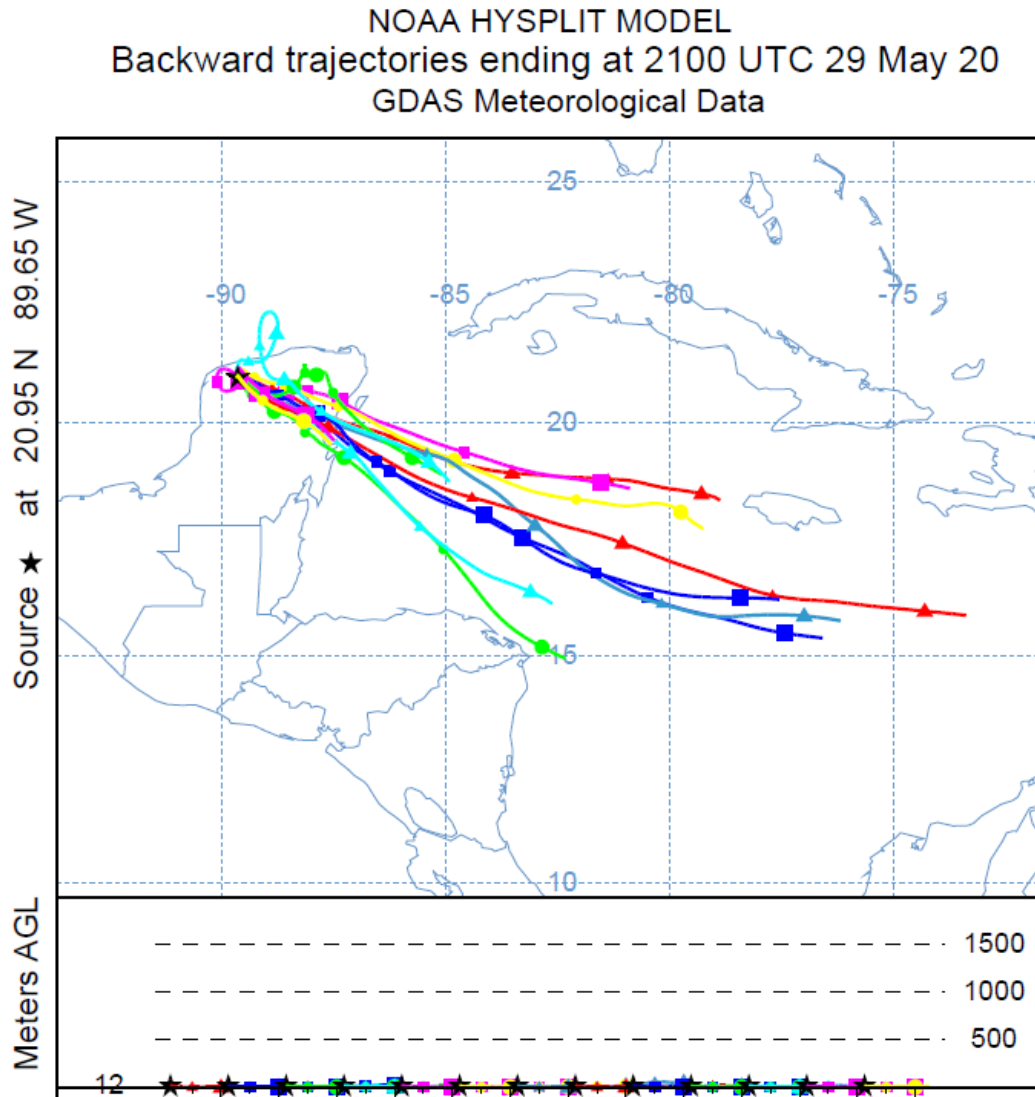 NOAA HYSPLIT MODEL
Backward trajectories ending at 2100 UTC 29 May 20
GDAS Meteorological Data
Source ★ at 20.95 N 89.65 W
25
-90
-85
-80
-75
20
15
10
Meters AGL
1500
1000
500
12